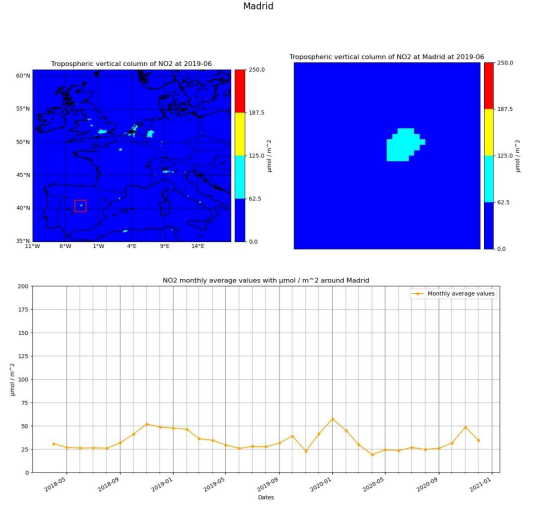 Madrid
Tropospheric vertical column of NO2 at 2019-06
60°N
55°N
50°N
45°N
40°N
35°N
11°W 6°W 1°W 4°E 9°E 14°E
250.0
187.5
125.0
62.5
0.0
μmol / m^2
Tropospheric vertical column of NO2 at Madrid at 2019-06
250.0
187.5
125.0
62.5
0.0
μmol / m^2
NO2 monthly average values with μmol / m^2 around Madrid
Monthly average values
200
175
150
125
100
75
50
25
0
μmol / m^2
2018-05 2018-09 2019-01 2019-05 2019-09 2020-01 2020-05 2020-09 2021-01
Dates